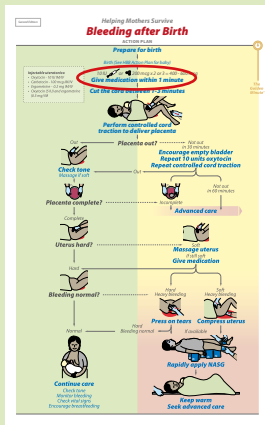 Helping Mothers Survive
Bleeding after Birth
ACTION PLAN
Prepare for birth
Give medication within 1 minute
Cut the cord between 1-3 minutes
Perform controlled cord
traction to deliver placenta
Placenta out?
Out
Out
Not out
in 30 minutes
Encourage empty bladder
Repeat 10 units oxytocin
Repeat controlled cord traction
Check tone
Massage if soft
Not out
in 60 minutes
Placenta complete?
Incomplete
Advanced care
Complete
Uterus hard?
Soft
Massage uterus
If still soft
Give medication
Hard
Bleeding normal?
Hard
Heavy Bleeding
Soft
Heavy Bleeding
Press on tears
Compress uterus
Normal
Hard
Bleeding normal
If available
Rapidly apply NASG
Continue care
Check tone
Monitor bleeding
Check vital signs
Encourage breastfeeding
Keep warm
Seek advanced care